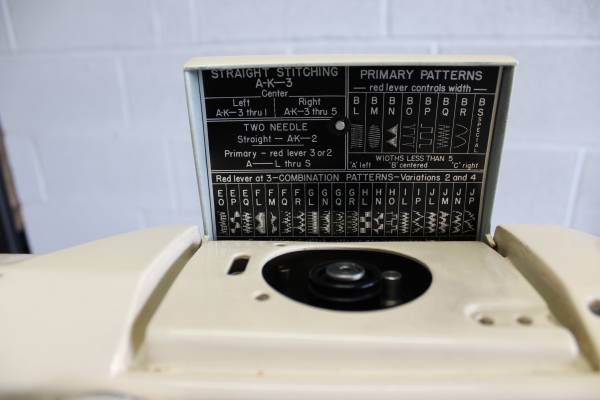 STRAIGHT STITCHING
A-K—3
Center
Left Right
A-K—3 thru 1 A-K—3 thru 5
TWO NEEDLE
Straight — A-K—2
Primary — red lever 3 or 2
A——L thru S
PRIMARY PATTERNS
— red lever controls width —
B B B B B B B BS
L M N O P Q R SPECIAL
WIDTHS LESS THAN 5
"A" left "B" centered "C" right
Red lever at 3—COMBINATION PATTERNS—Variations 2 and 4
E E E F F F F G G G G G H H H I I J J J J
O P Q L M Q R L N O Q R L N O L P L M N P